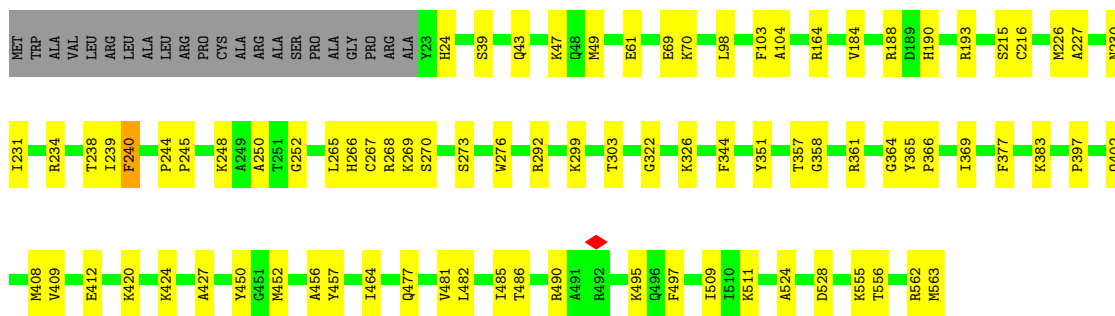 MET TRP ALA VAL LEU ARG LEU ALA LEU ARG PRO CYS ALA ARG ALA SER PRO ALA GLY PRO ARG ALA Y23 H24 S39 Q43 K47 Q48 M49 E61 E69 K70 L98 F103 A104 R164 V184 R188 D189 H190 R193 S215 C216 M226 A227
I231 R234 T238 I239 F240 P244 P245 K248 A249 A250 T251 G252 L265 H266 C267 R268 K269 S270 S273 W276 R292 K299 T303 G322 K326 F344 Y351 T357 G358 R361 G364 Y365 P366 I369 F377 K383 P397
M408 V409 E412 K420 K424 A427 Y450 G451 M452 A456 Y457 I464 Q477 V481 L482 I485 T486 R490 A491 R492 K495 Q496 F497 I509 I510 K511 A524 D528 K555 T556 R562 M563